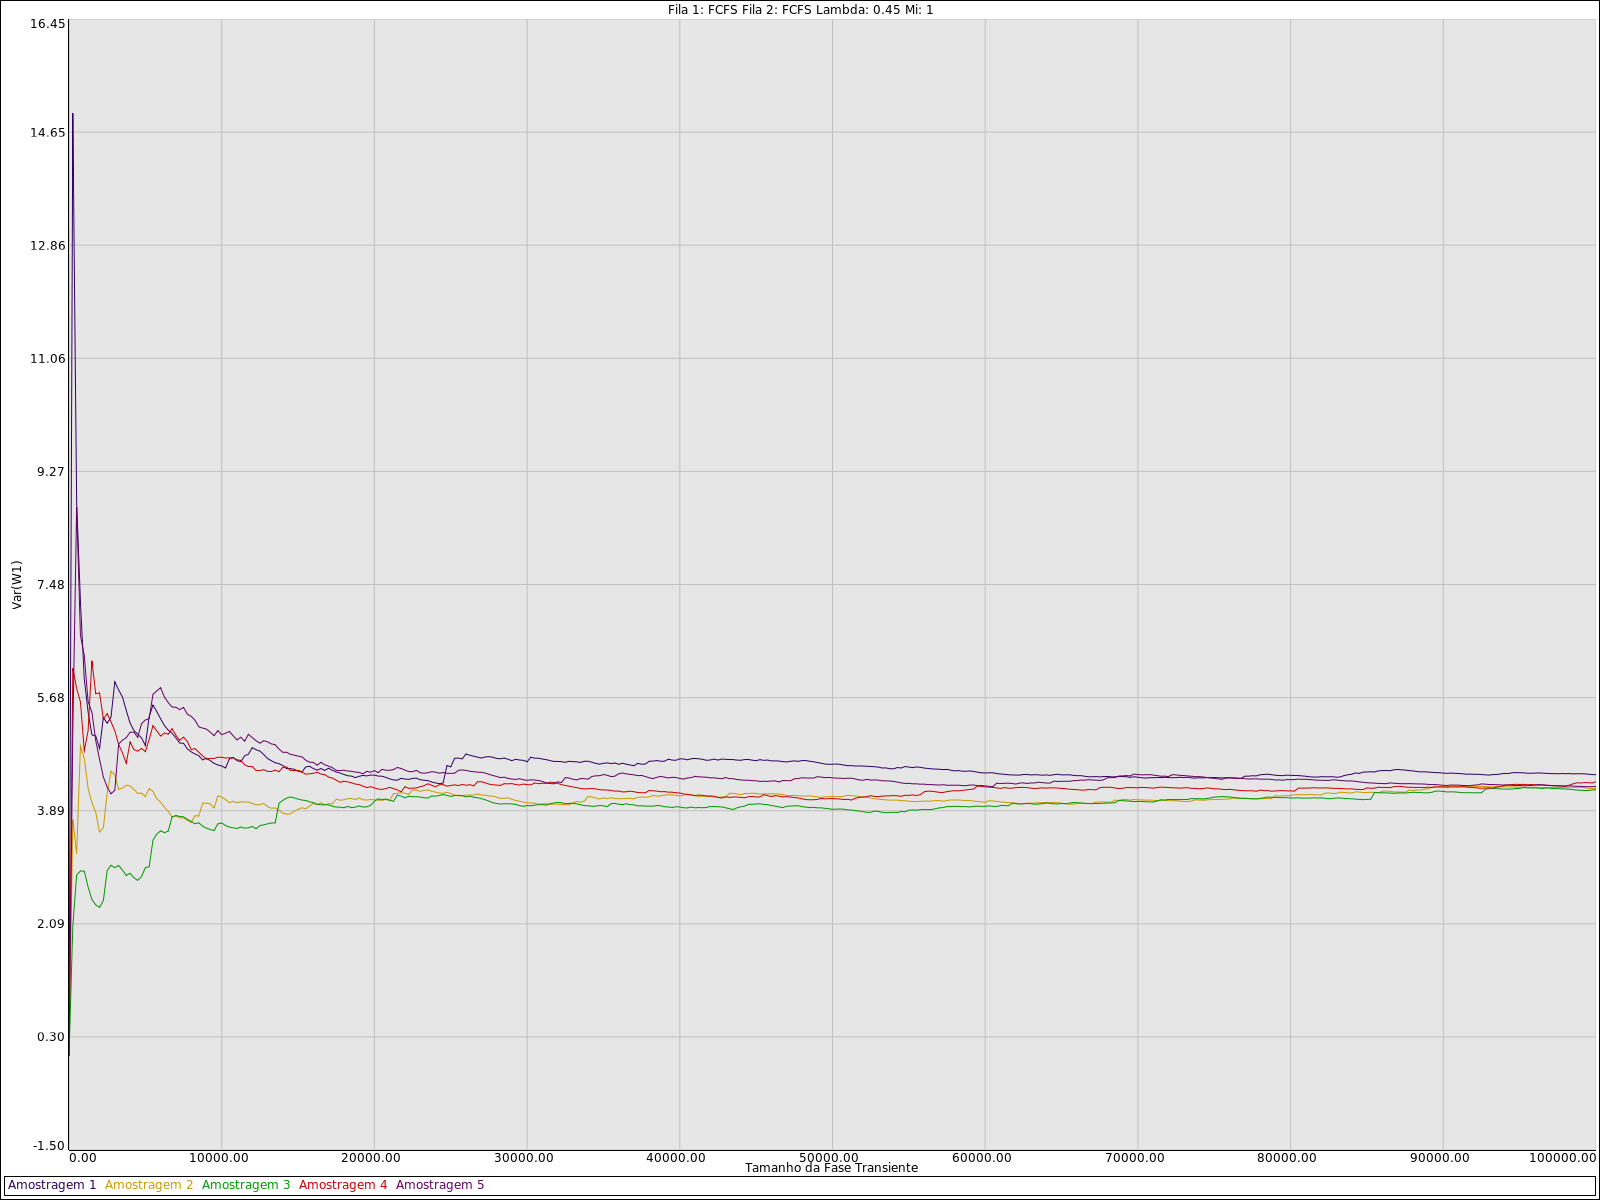 Fila 1: FCFS Fila 2: FCFS Lambda: 0.45 Mi: 1
16.45
14.65
12.86
11.06
9.27
7.48
5.68
3.89
2.09
0.30
-1.50
Var(W1)
0.00 10000.00 20000.00 30000.00 40000.00 50000.00 60000.00 70000.00 80000.00 90000.00 100000.00
Tamanho da Fase Transiente
Amostragem 1 Amostragem 2 Amostragem 3 Amostragem 4 Amostragem 5